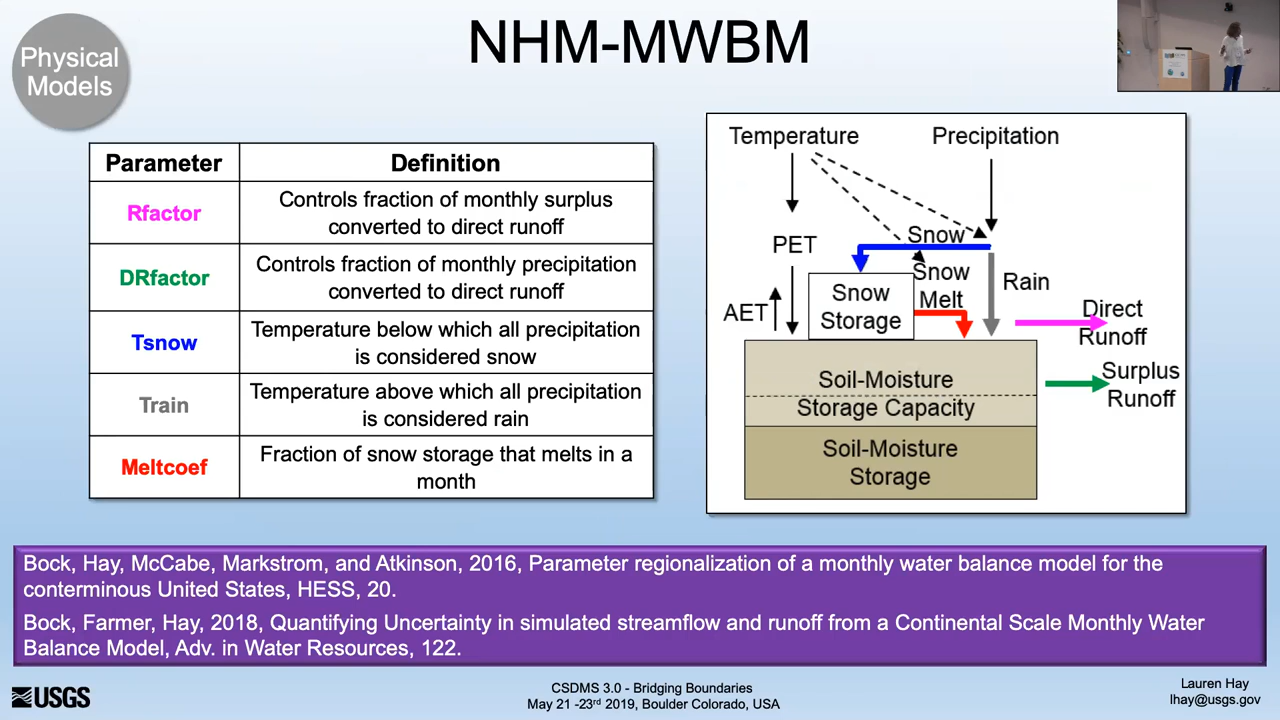 Physical
Models
NHM-MWBM
Parameter
Definition
Rfactor
Controls fraction of monthly surplus
converted to direct runoff
DRfactor
Controls fraction of monthly precipitation
converted to direct runoff
Tsnow
Temperature below which all precipitation
is considered snow
Train
Temperature above which all precipitation
is considered rain
Meltcoef
Fraction of snow storage that melts in a
month
Temperature
Precipitation
PET
Snow
Snow
Melt
Rain
AET
Snow
Storage
Direct
Runoff
Surplus
Runoff
Soil-Moisture
Storage Capacity
Soil-Moisture
Storage
Bock, Hay, McCabe, Markstrom, and Atkinson, 2016, Parameter regionalization of a monthly water balance model for the
conterminous United States, HESS, 20.
Bock, Farmer, Hay, 2018, Quantifying Uncertainty in simulated streamflow and runoff from a Continental Scale Monthly Water
Balance Model, Adv. in Water Resources, 122.
USGS
CSDMS 3.0 - Bridging Boundaries
May 21 -23rd 2019, Boulder Colorado, USA
Lauren Hay
lhay@usgs.gov